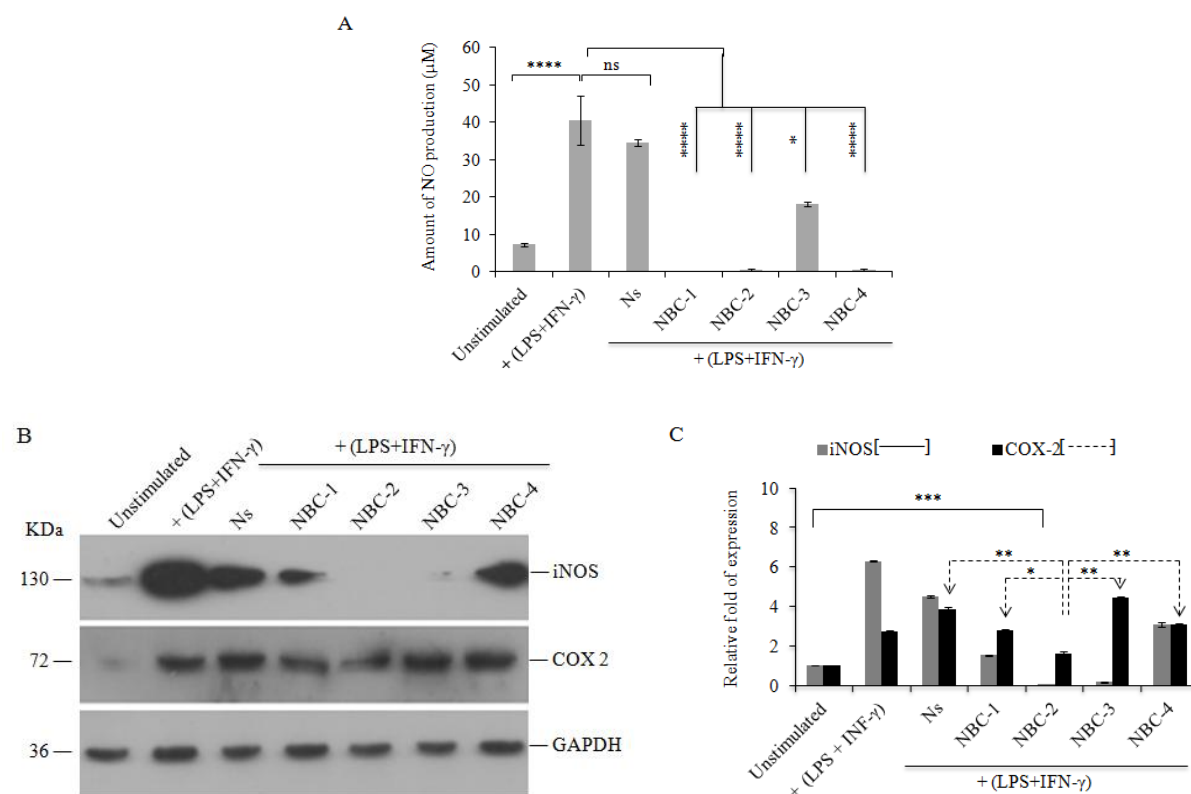 A
Amount of NO production (µM)
60
50
40
30
20
10
0
****
ns
****
****
*
****
Unstimulated
+ (LPS+IFN-γ)
Ns
NBC-1
NBC-2
NBC-3
NBC-4
+ (LPS+IFN-γ)
B
+ (LPS+IFN-γ)
Unstimulated
+ (LPS+IFN-γ)
Ns
NBC-1
NBC-2
NBC-3
NBC-4
KDa
130
iNOS
72
COX 2
36
GAPDH
C
iNOS[ ]
COX-2[ ]
Relative fold of expression
10
8
6
4
2
0
***
**
*
**
**
Unstimulated
+ (LPS + INF-γ)
Ns
NBC-1
NBC-2
NBC-3
NBC-4
+ (LPS+IFN-γ)